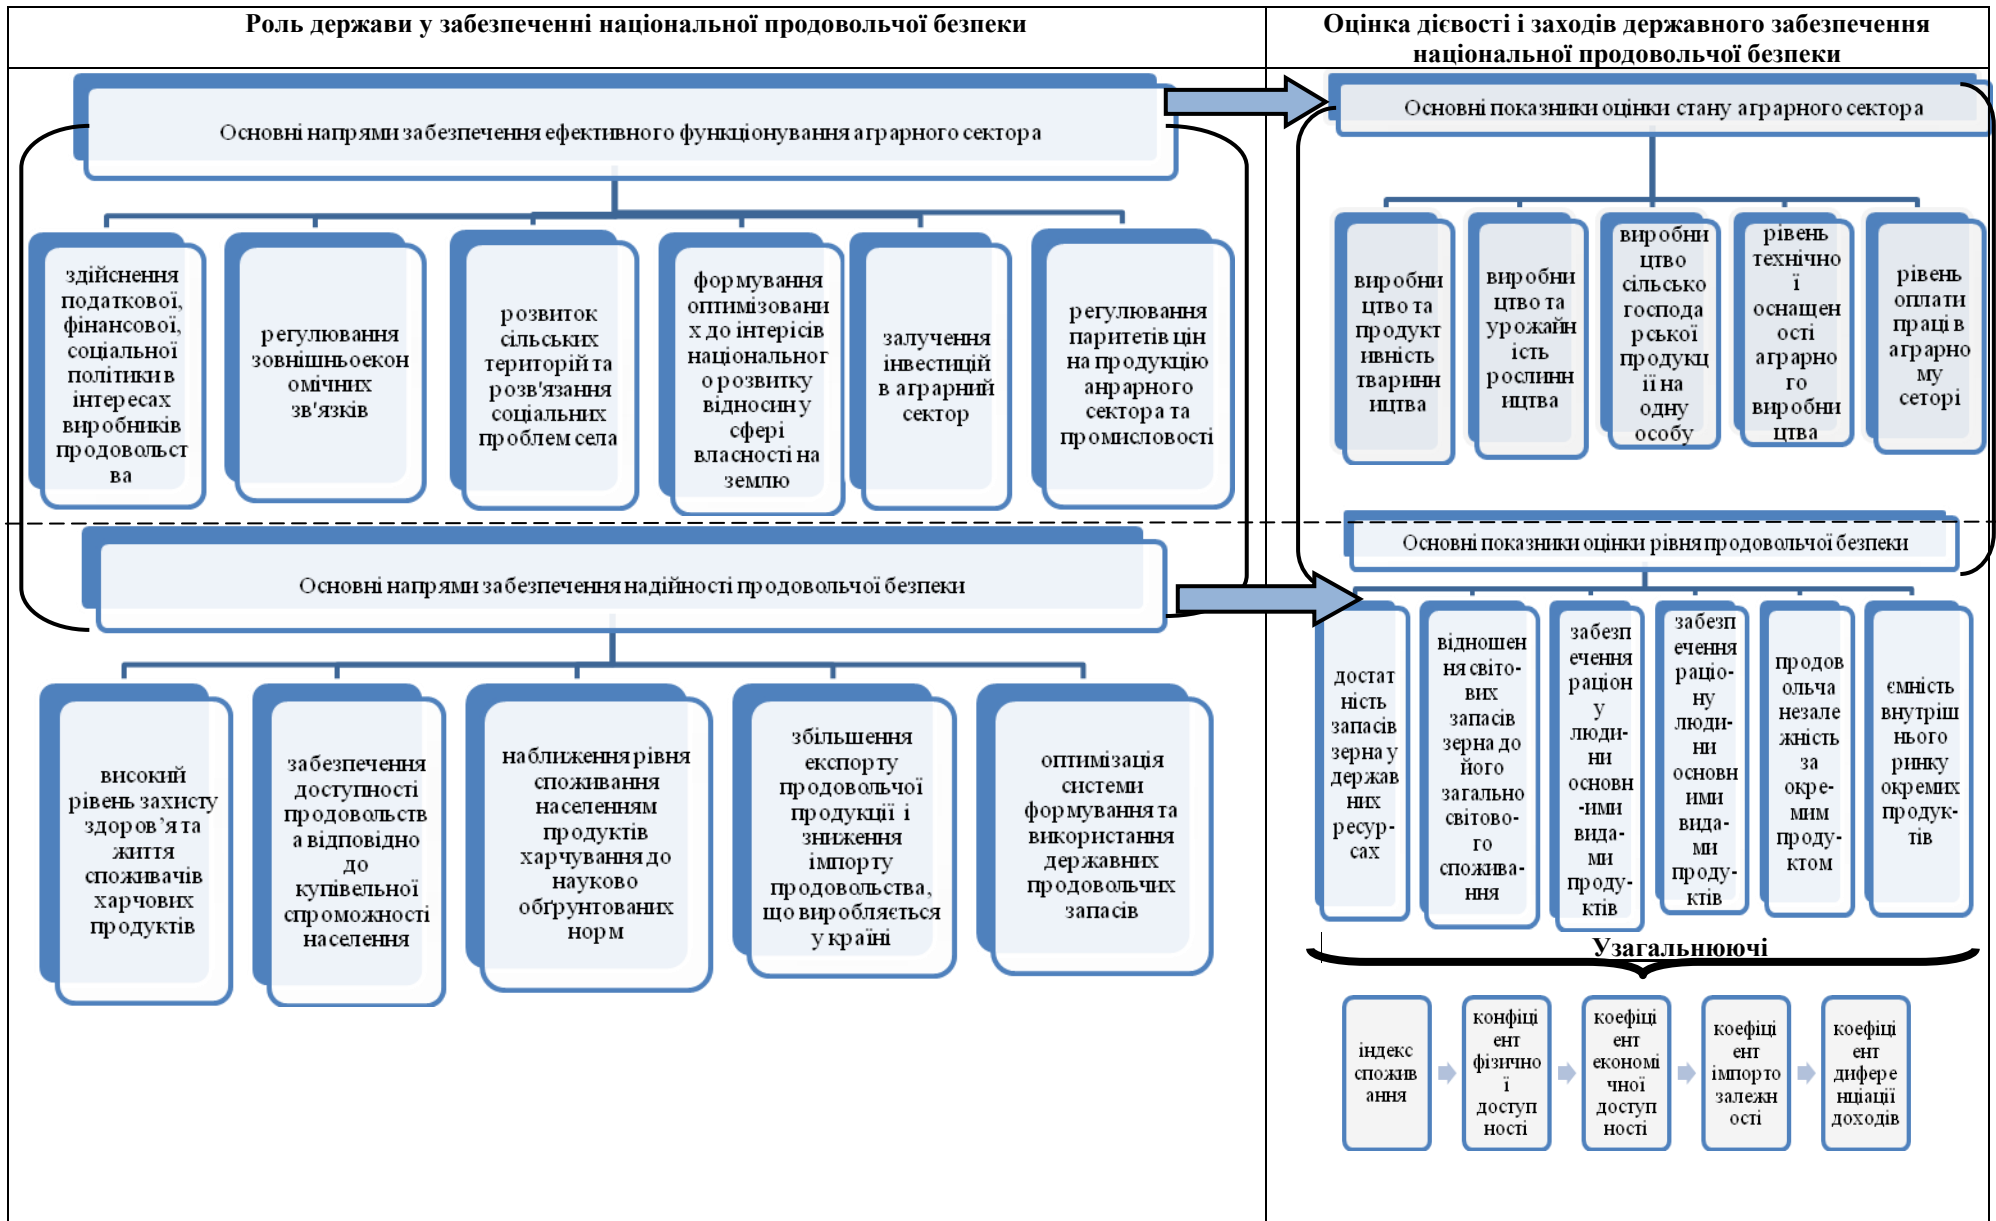 Роль держави у забезпеченні національної продовольчої безпеки
Оцінка дієвості і заходів державного забезпечення
національної продовольчої безпеки
Основні напрями забезпечення ефективного функціонування аграрного сектора
здійснення
податкової,
фінансової,
соціальної
політики в
інтересах
виробників
продовольст
ва
регулювання
зовнішньоекон
омічних
зв'язків
розвиток
сільських
територій та
розв'язання
соціальних
проблем села
формування
оптимізовани
х до інтерісів
національног
о розвитку
відносин у
сфері
власності на
землю
залучення
інвестицій
в аграрний
сектор
регулювання
паритетів цін
на продукцію
анрарного
сектора та
промисловості
Основні показники оцінки стану аграрного сектора
виробни
цтво та
продукт
ивність
тваринн
ицтва
виробни
цтво та
урожайн
ість
рослинн
ицтва
виробни
цтво
сільсько
господа
рської
продукц
ії на
одну
особу
рівень
технічно
ї
оснащен
ості
аграрно
го
виробни
цтва
рівень
оплати
праці в
аграрно
му
сеторі
Основні напрями забезпечення надійності продовольчої безпеки
високий
рівень захисту
здоров’я та
життя
споживачів
харчових
продуктів
забезпечення
доступності
продовольств
а відповідно
до
купівельної
спроможності
населення
наближення рівня
споживання
населенням
продуктів
харчування до
науково
обґрунтованих
норм
збільшення
експорту
продовольчої
продукції і
зниження
імпорту
продовольства,
що виробляється
у країні
оптимізація
системи
формування та
використання
державних
продовольчих
запасів
Основні показники оцінки рівня продовольчої безпеки
достат
ність
запасів
зерна у
держав
них
ресур-
сах
відношен
ня світо-
вих
запасів
зерна до
його
загально
світово-
го
спожива-
ння
забезп
ечення
раціон
у
люди-
ни
основн
-ими
вида-
ми
проду-
ктів
забезп
ечення
раціо-
ну
люди-
ни
основн
ими
вида-
ми
проду-
ктів
продов
ольча
незале
жність
за
окре-
мим
проду-
ктом
ємність
внутріш
нього
ринку
окремих
продук-
тів
Узагальнюючі
індекс
спожив
ання
конфіці
ент
фізично
ї
доступ
ності
коефіці
ент
економі
чної
доступ
ності
коефіці
ент
імпорто
залежн
ості
коефіці
ент
дифере
нціації
доходів